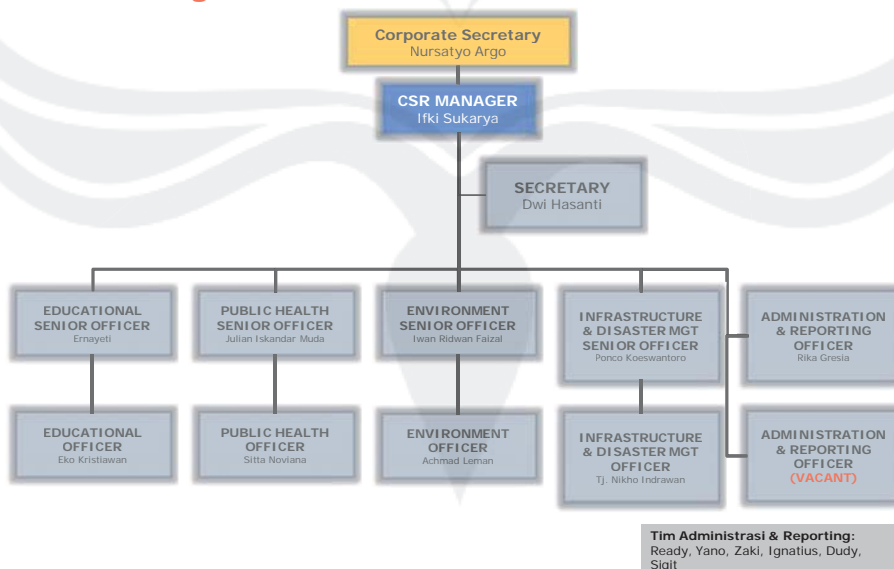 Corporate Secretary
Nursatyo Argo
CSR MANAGER
Ifki Sukarya
SECRETARY
Dwi Hasanti
EDUCATIONAL
SENIOR OFFICER
Ernayeti
PUBLIC HEALTH
SENIOR OFFICER
Julian Iskandar Muda
ENVIRONMENT
SENIOR OFFICER
Iwan Ridwan Faizal
INFRASTRUCTURE
& DISASTER MGT
SENIOR OFFICER
Ponco Koeswantoro
ADMINISTRATION
& REPORTING
OFFICER
Rika Gresia
EDUCATIONAL
OFFICER
Eko Kristiawan
PUBLIC HEALTH
OFFICER
Sitta Noviana
ENVIRONMENT
OFFICER
Achmad Leman
INFRASTRUCTURE
& DISASTER MGT
OFFICER
Tj. Nikho Indrawan
ADMINISTRATION
& REPORTING
OFFICER
(VACANT)
Tim Administrasi & Reporting:
Ready, Yano, Zaki, Ignatius, Dudy,
Sigit